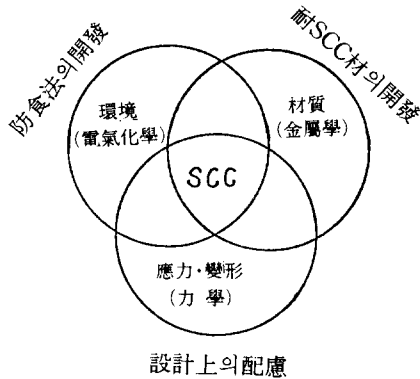 防食法의開發
耐SCC材의開發
環境
(電氣化學)
材質
(金屬學)
SCC
應力·變形
(力 學)
設計上의配慮